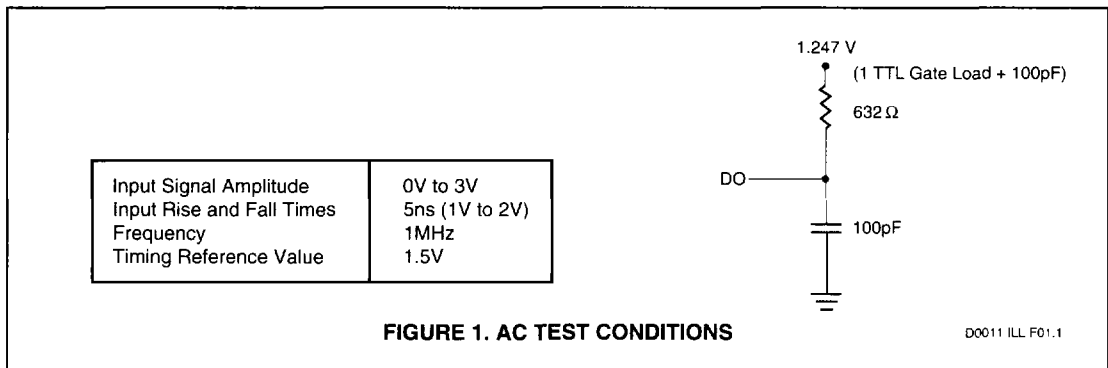 1.247 V
(1 TTL Gate Load + 100pF)
632 Ω
DO
100pF
Input Signal Amplitude 0V to 3V
Input Rise and Fall Times 5ns (1V to 2V)
Frequency 1MHz
Timing Reference Value 1.5V
FIGURE 1. AC TEST CONDITIONS
D0011 ILL F01.1